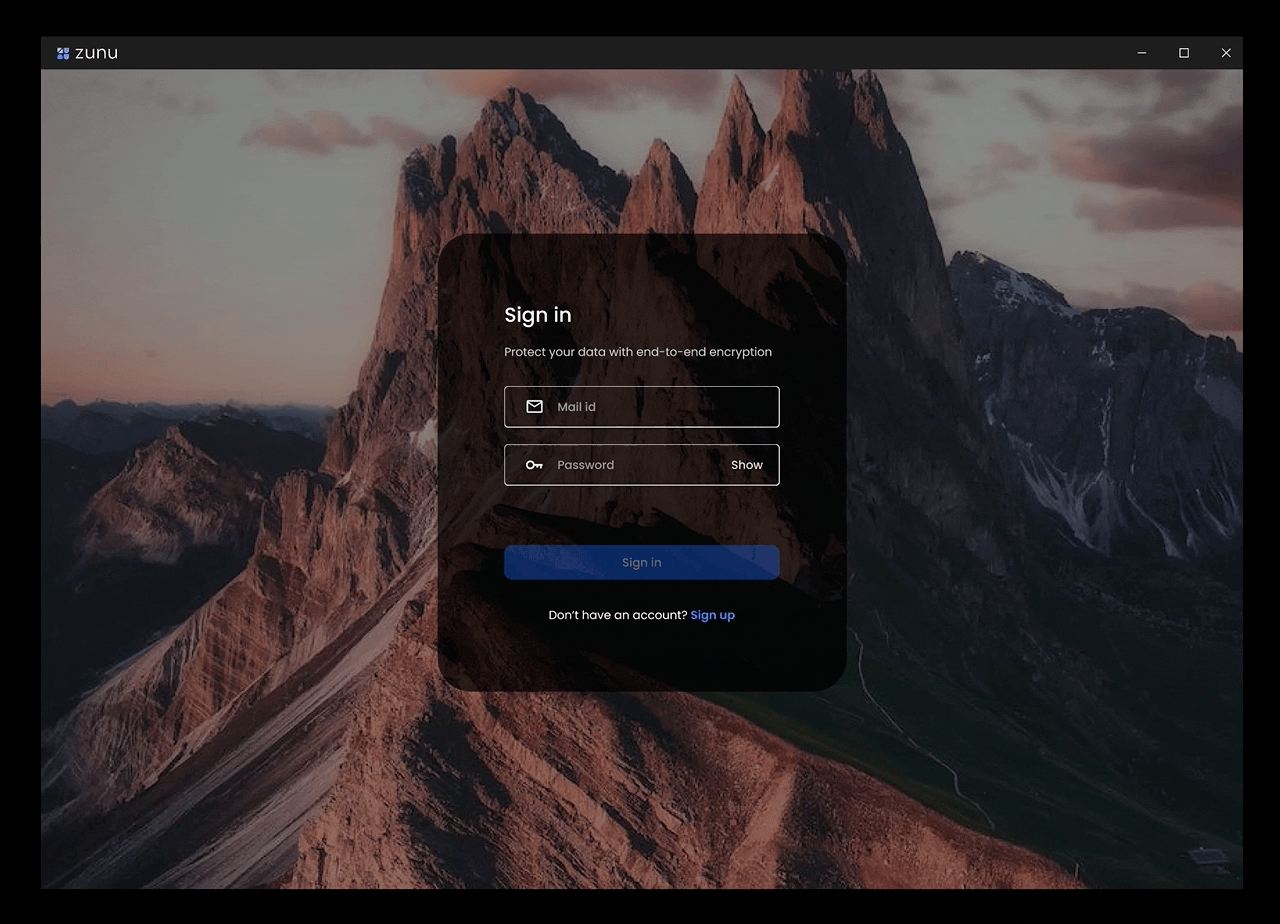 zunu
Sign in
Protect your data with end-to-end encryption
Mail id
Password Show
Sign in
Don't have an account? Sign up